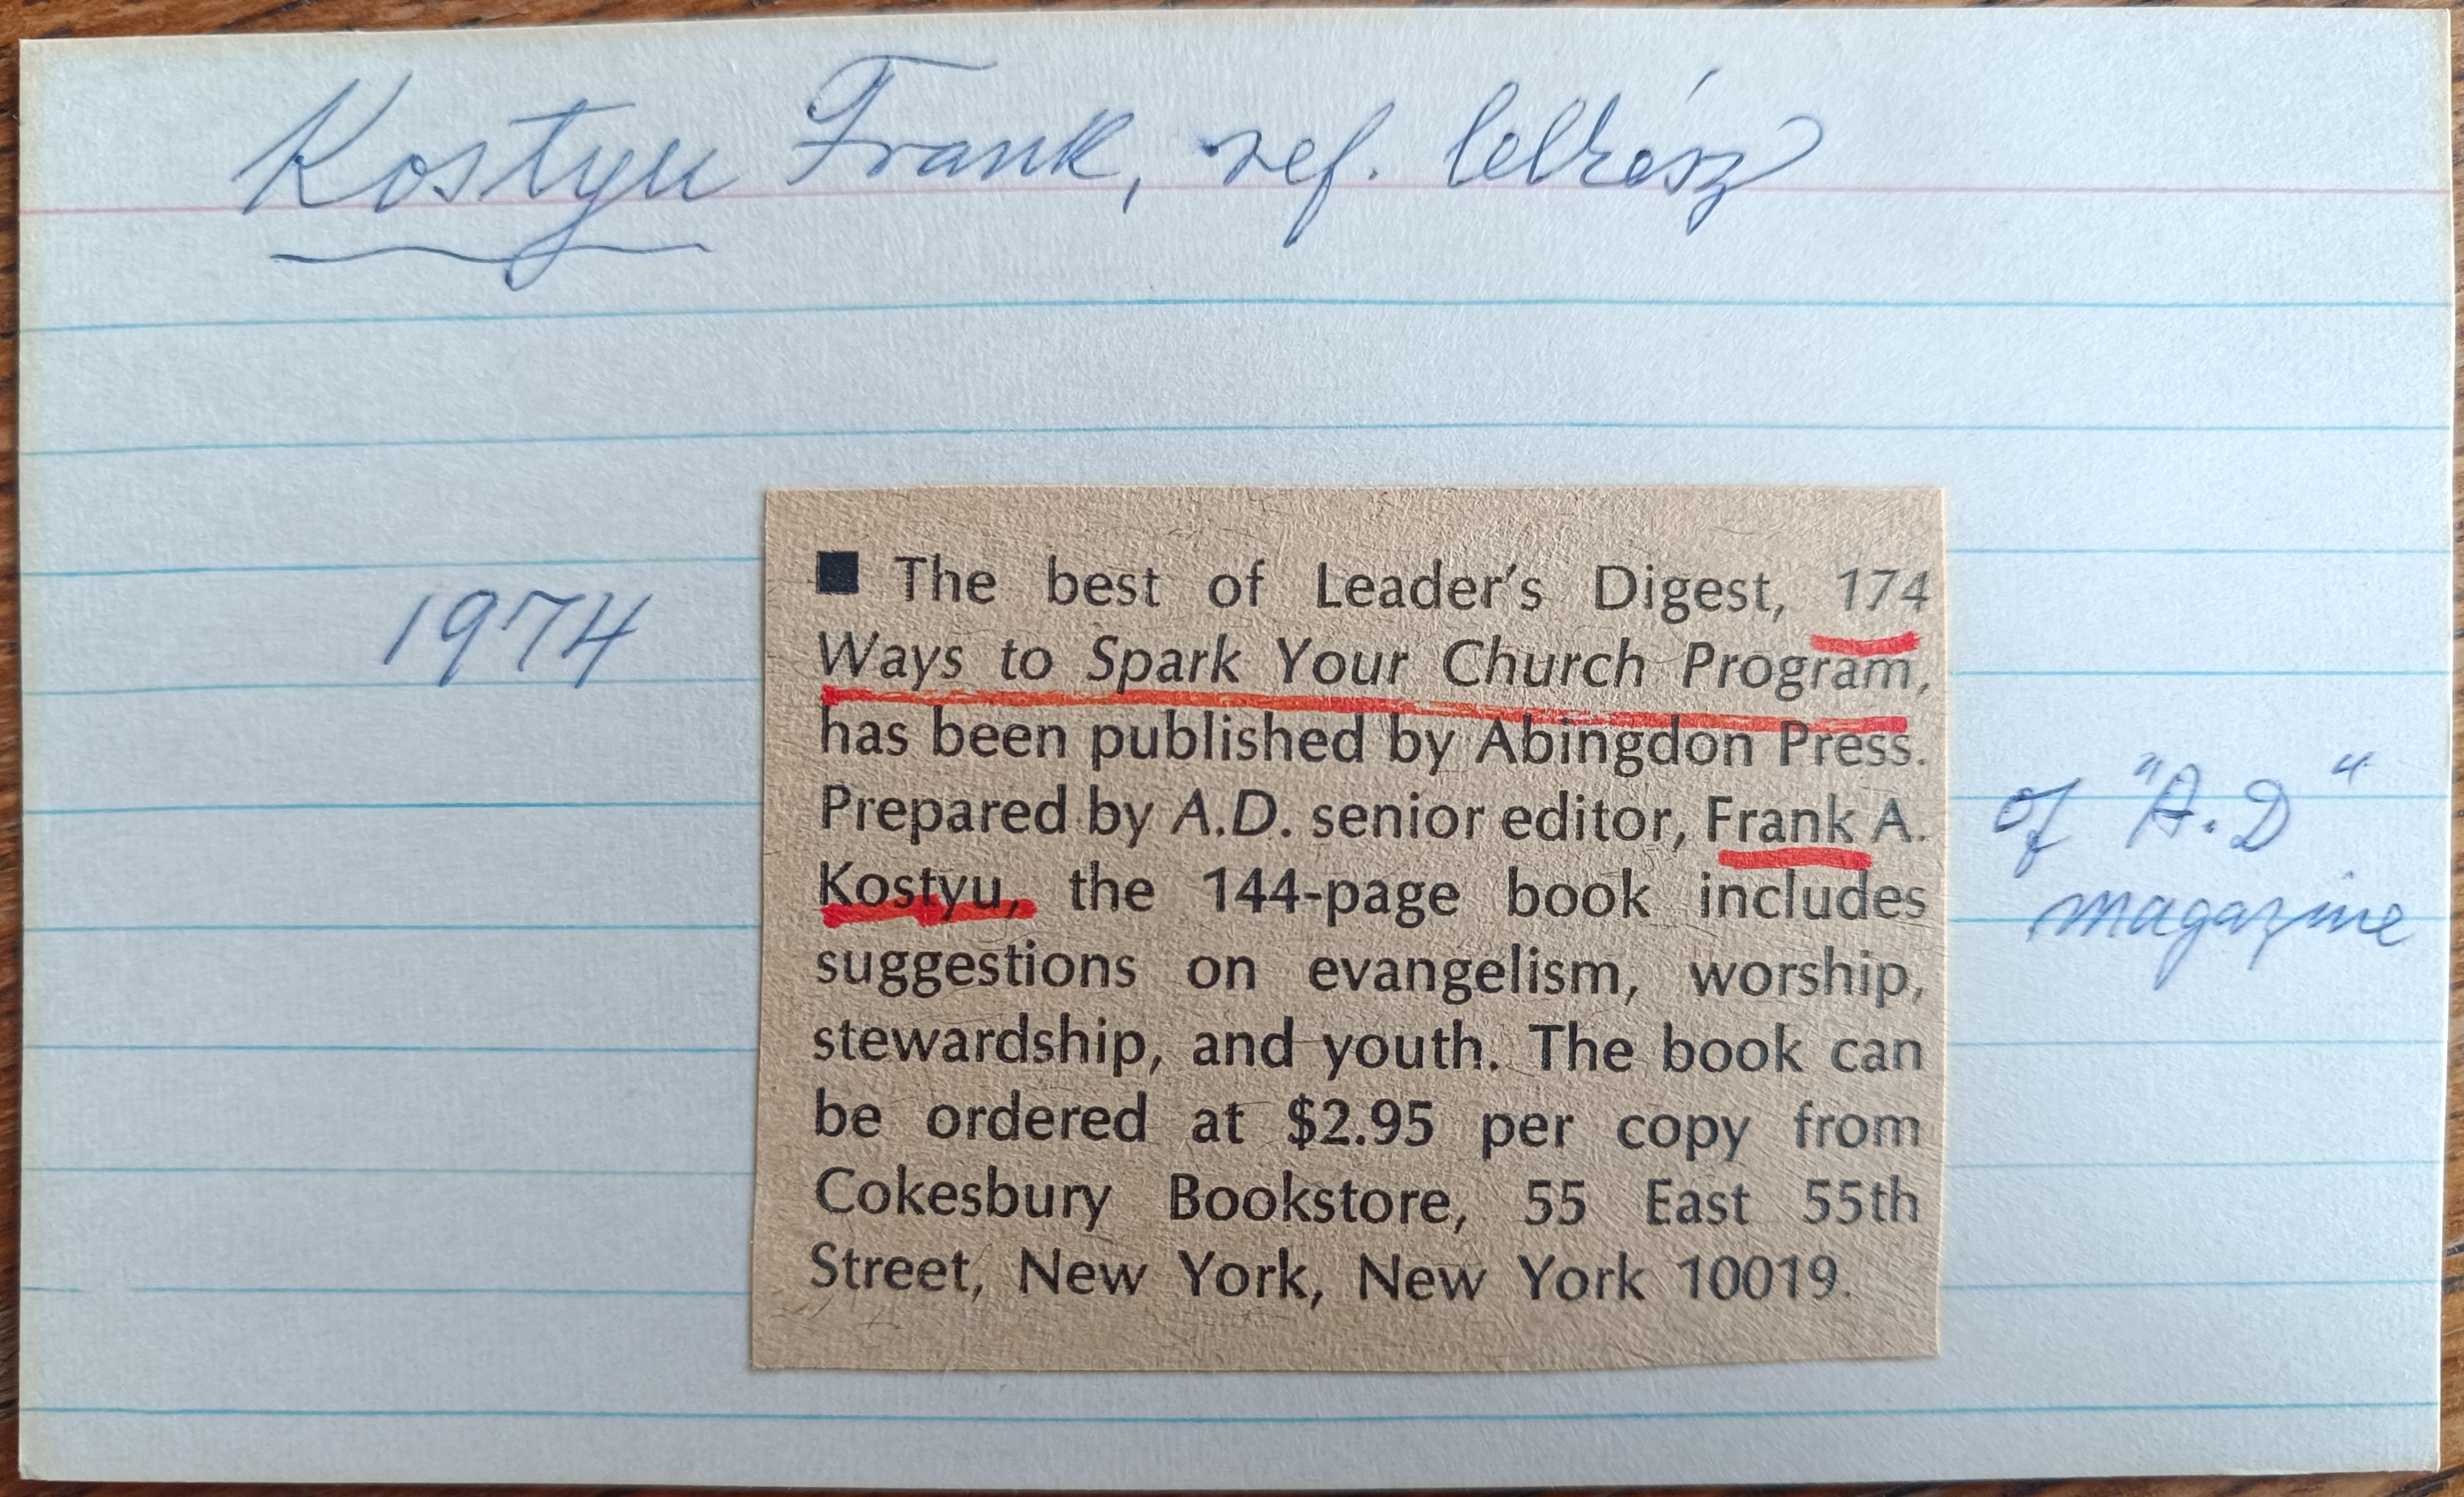 Kostyu Frank, ref. lelkész
1974
■ The best of Leader's Digest, 174
Ways to Spark Your Church Program,
has been published by Abingdon Press.
Prepared by A.D. senior editor, Frank A.
Kostyu, the 144-page book includes
suggestions on evangelism, worship,
stewardship, and youth. The book can
be ordered at $2.95 per copy from
Cokesbury Bookstore, 55 East 55th
Street, New York, New York 10019.
of "A.D"
magazine